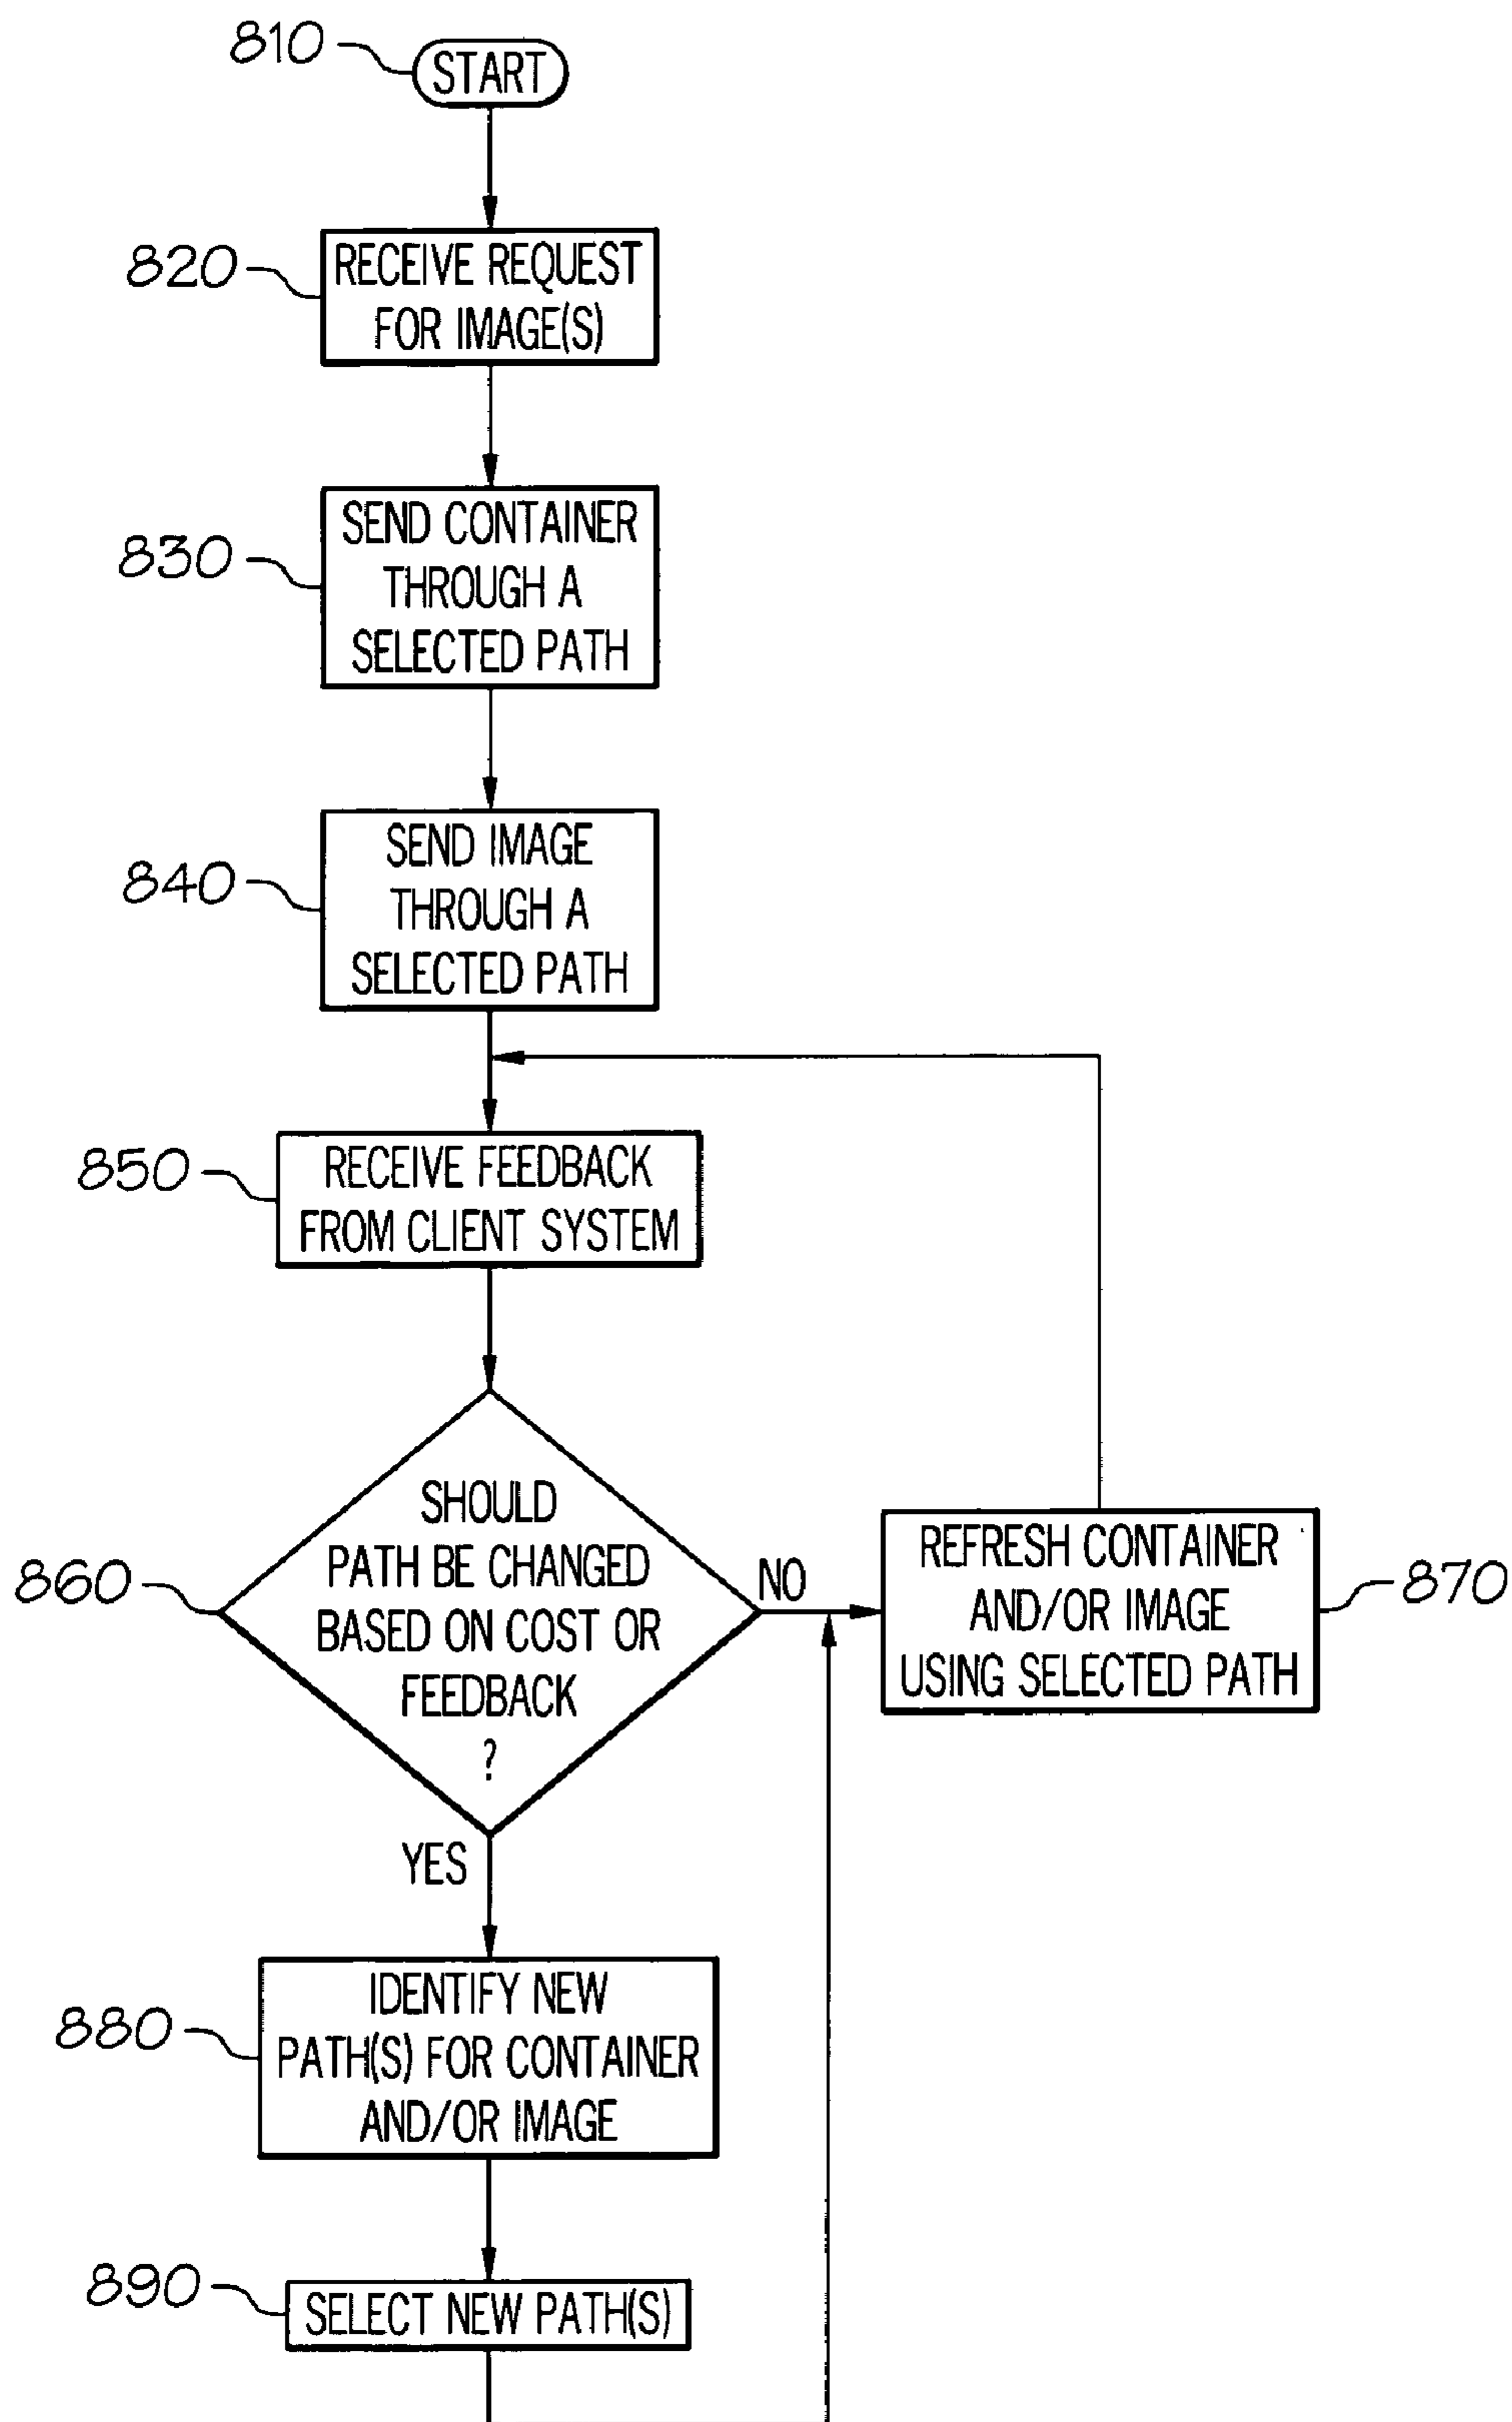 810
START
820
RECEIVE REQUEST
FOR IMAGE(S)
830
SEND CONTAINER
THROUGH A
SELECTED PATH
840
SEND IMAGE
THROUGH A
SELECTED PATH
850
RECEIVE FEEDBACK
FROM CLIENT SYSTEM
860
SHOULD
PATH BE CHANGED
BASED ON COST OR
FEEDBACK
?
NO
REFRESH CONTAINER
AND/OR IMAGE
USING SELECTED PATH
870
YES
880
IDENTIFY NEW
PATH(S) FOR CONTAINER
AND/OR IMAGE
890
SELECT NEW PATH(S)